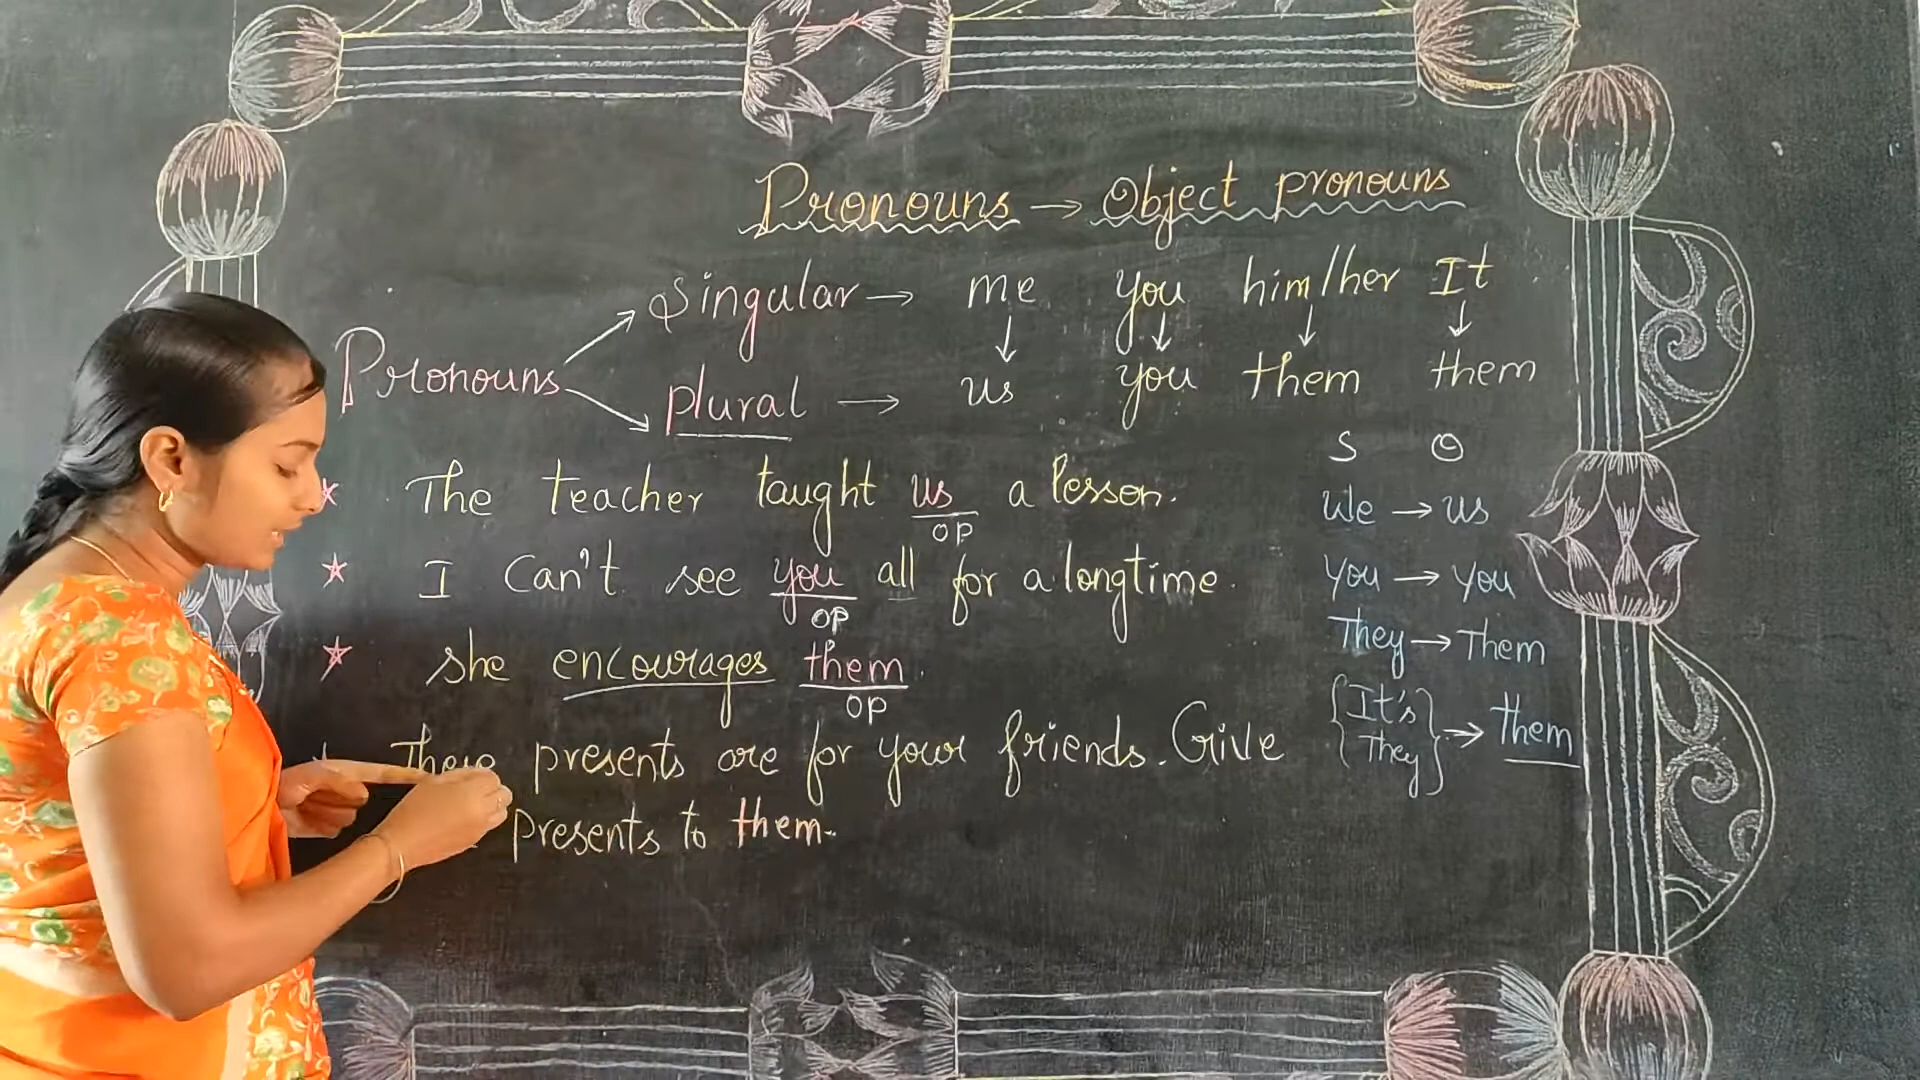 Pronouns → Object pronouns
Singular → me you him/her It
Pronouns
plural → us you them them
S O
The teacher taught us a lesson.
OP
We → us
I Can't see you all for a longtime.
OP
you → you
she encourages them.
OP
They → Them
{It's They} → them
presents are for your friends. Give
presents to them.